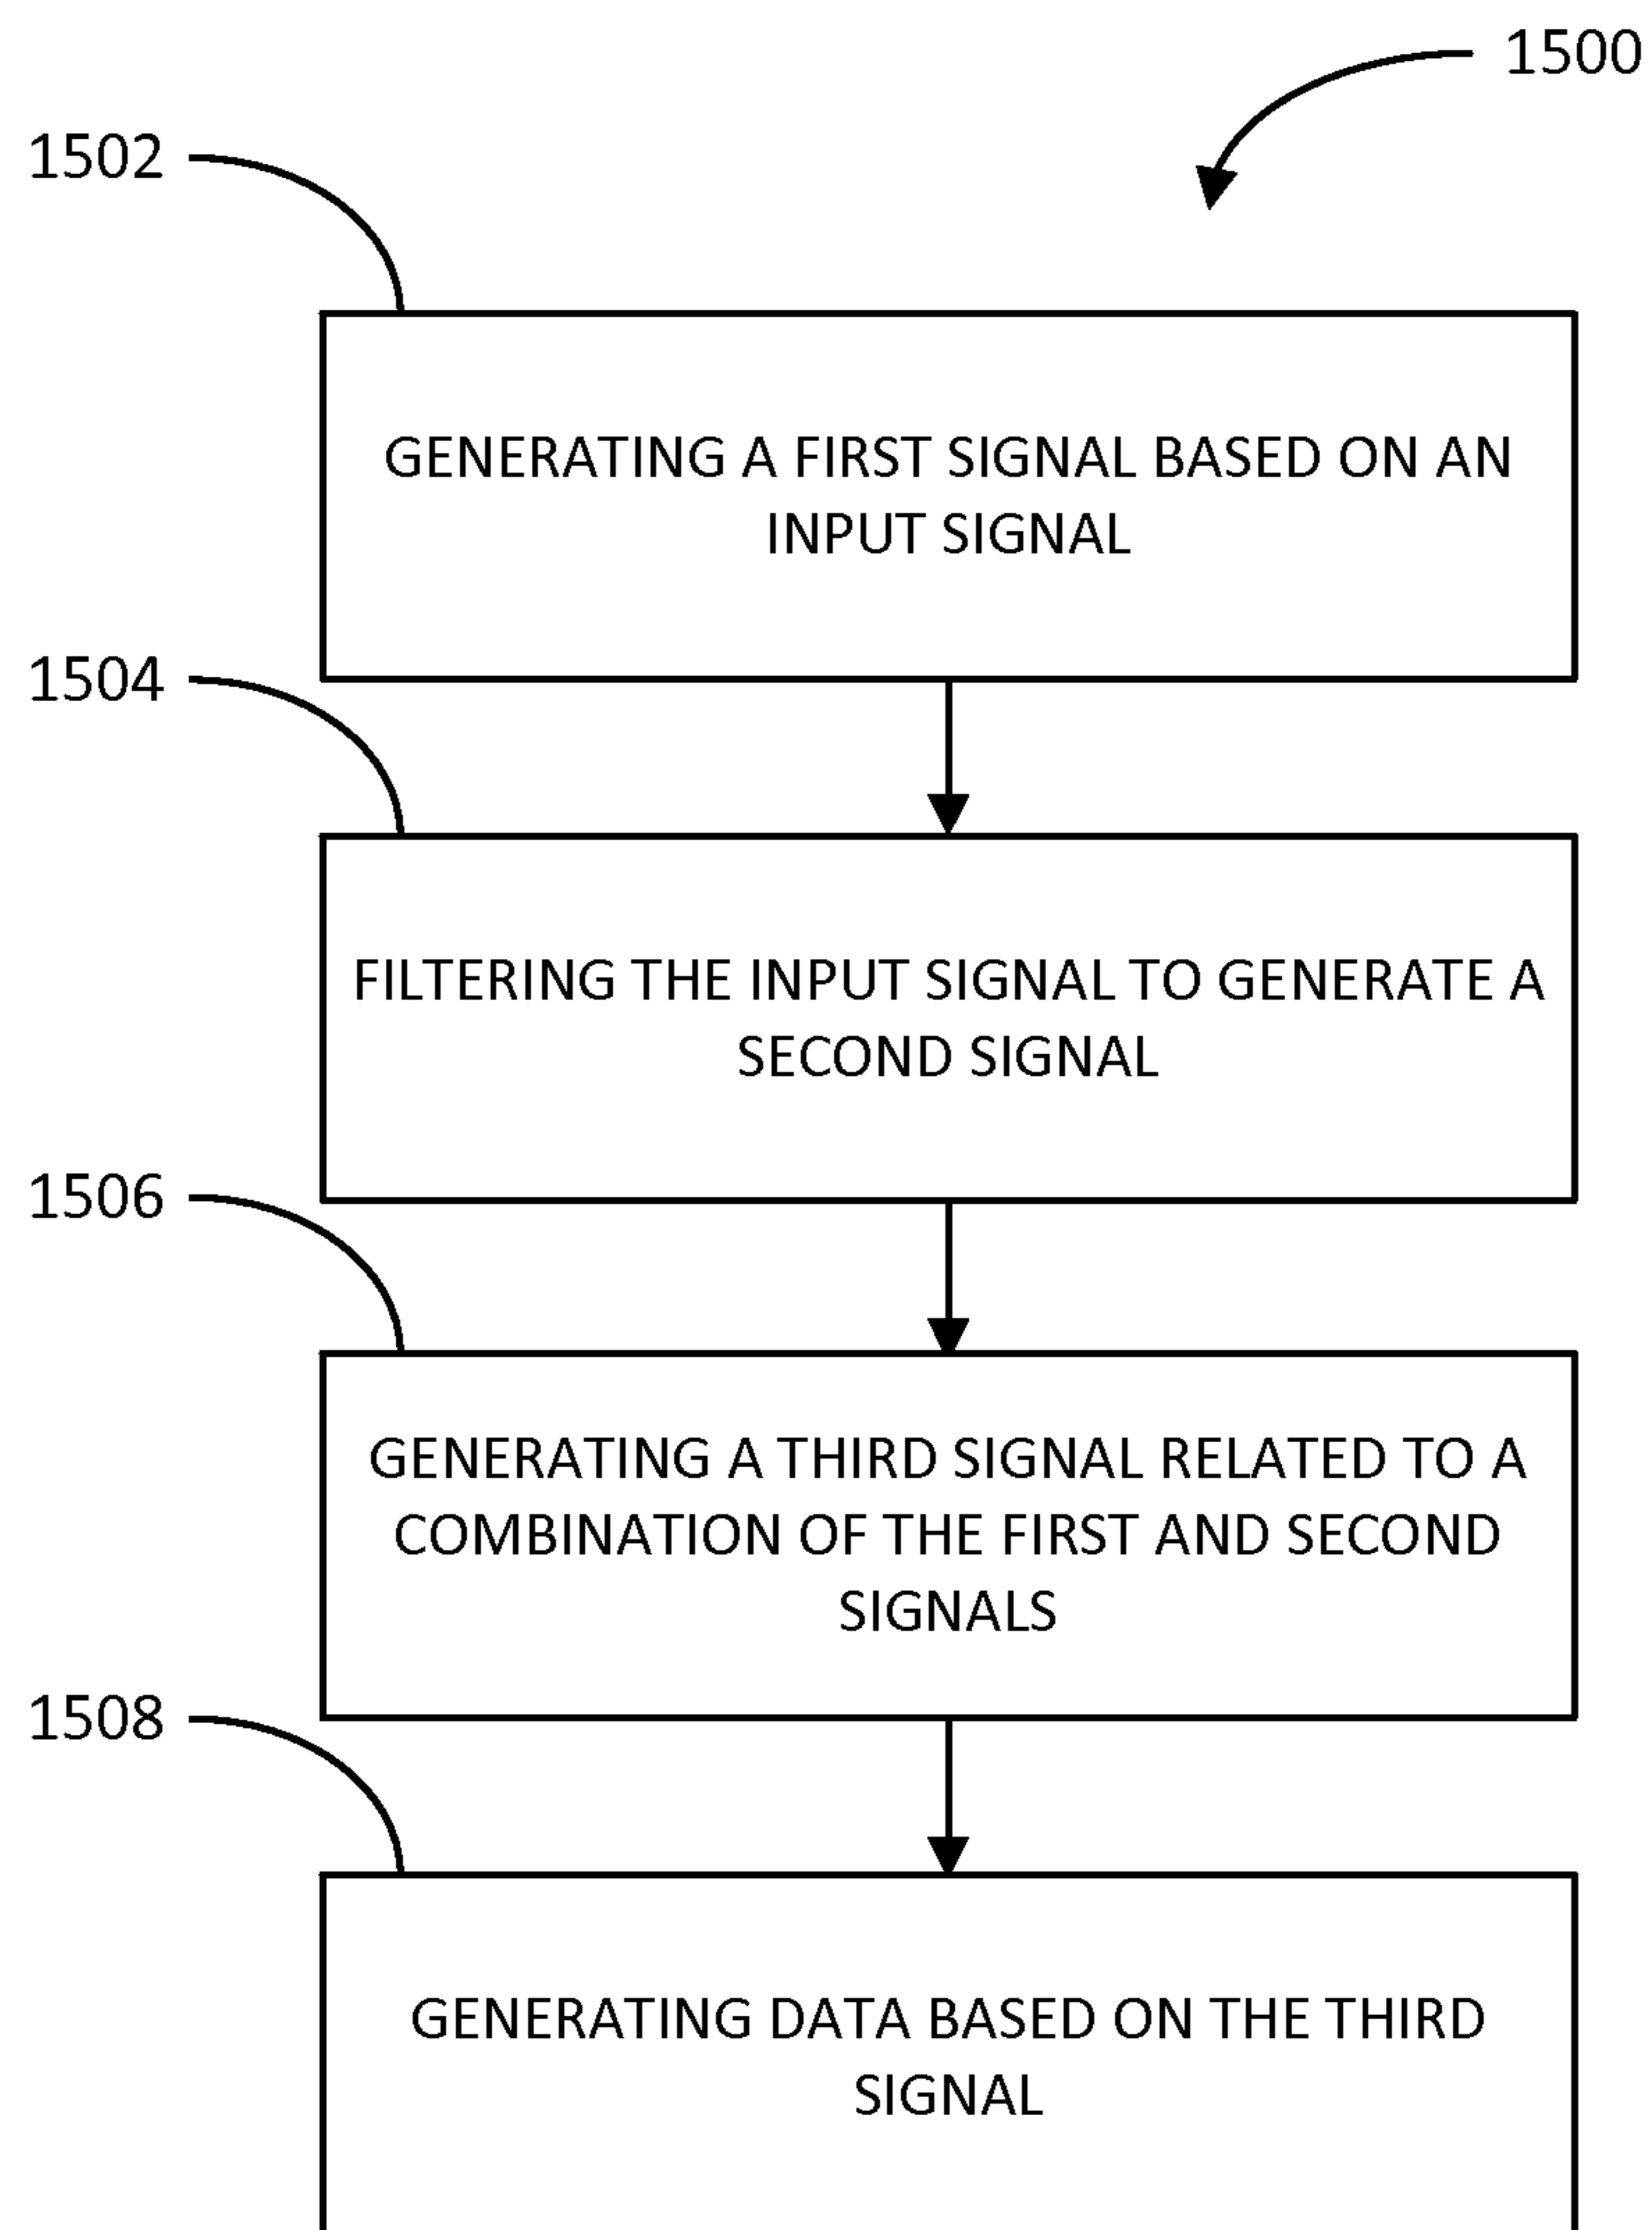 1500
1502
GENERATING A FIRST SIGNAL BASED ON AN
INPUT SIGNAL
1504
FILTERING THE INPUT SIGNAL TO GENERATE A
SECOND SIGNAL
1506
GENERATING A THIRD SIGNAL RELATED TO A
COMBINATION OF THE FIRST AND SECOND
SIGNALS
1508
GENERATING DATA BASED ON THE THIRD
SIGNAL